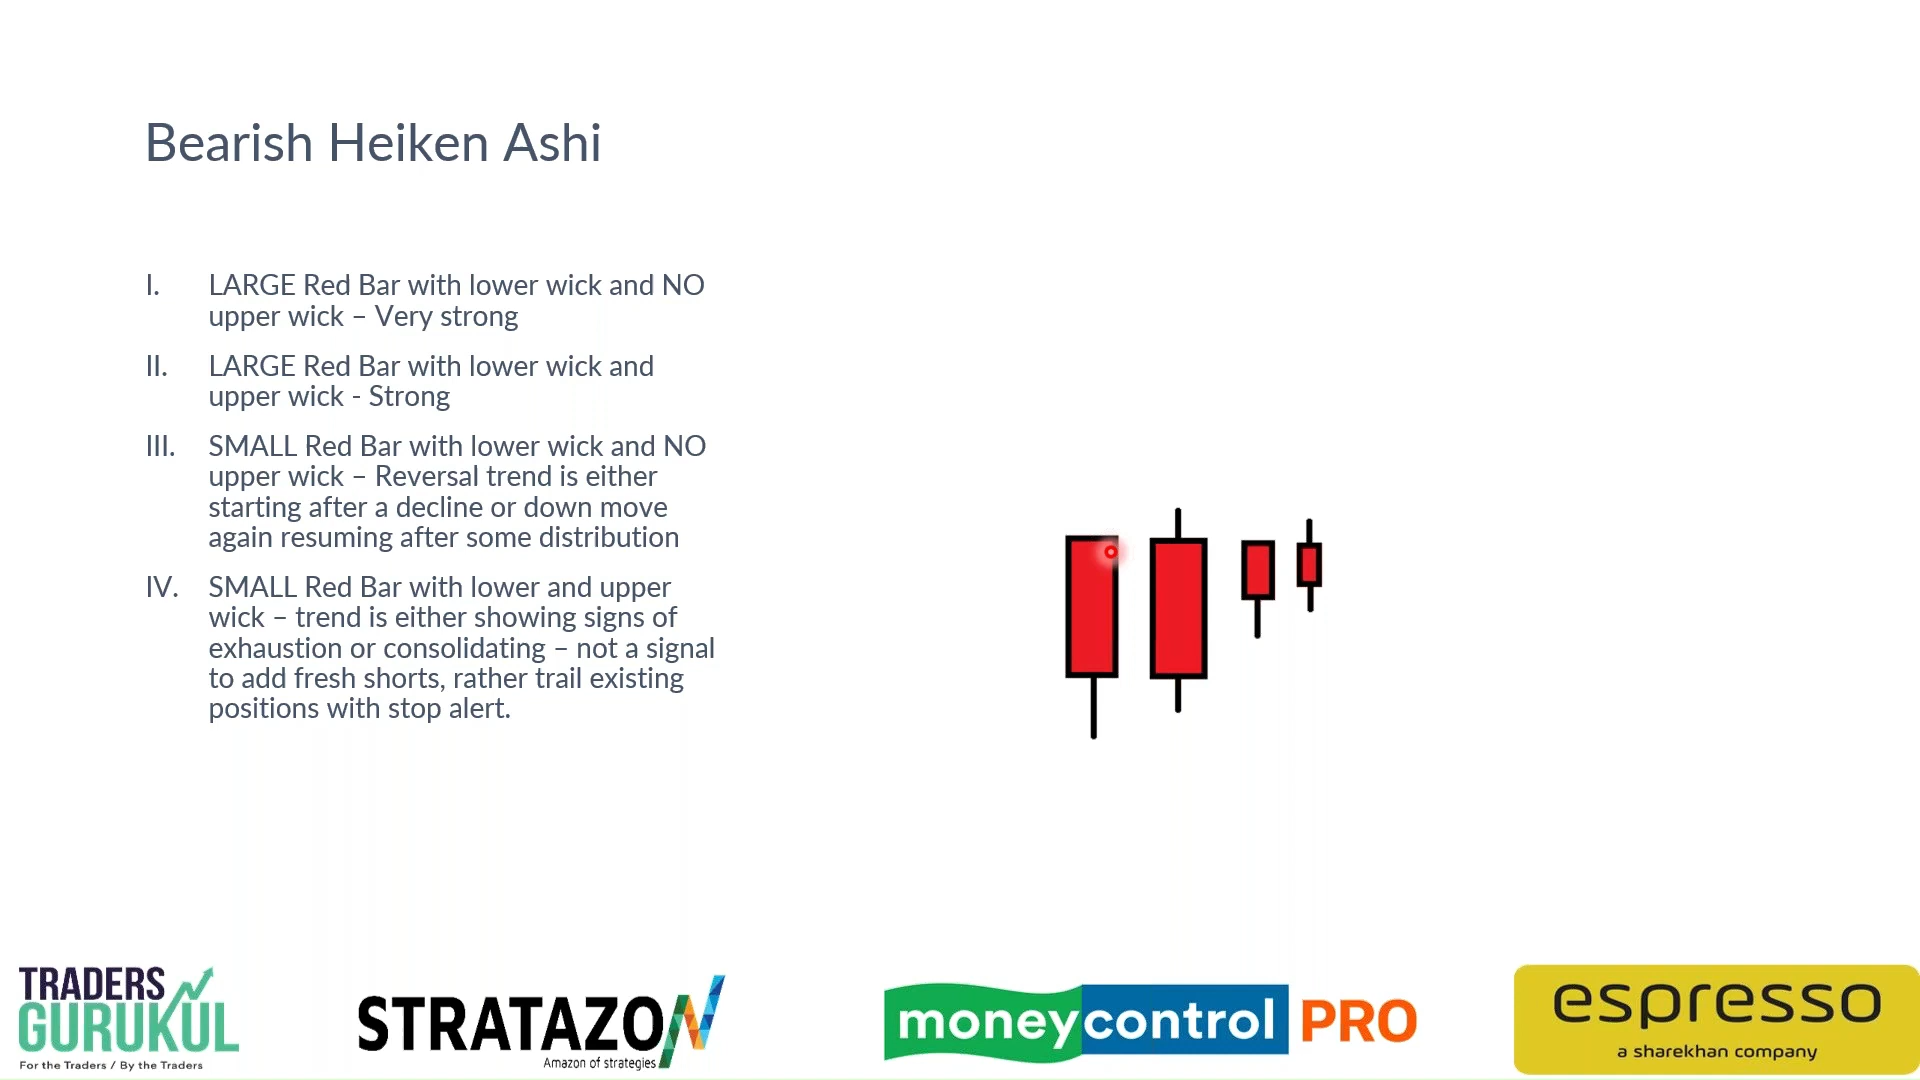 Bearish Heiken Ashi
I. LARGE Red Bar with lower wick and NO
upper wick – Very strong
II. LARGE Red Bar with lower wick and
upper wick - Strong
III. SMALL Red Bar with lower wick and NO
upper wick – Reversal trend is either
starting after a decline or down move
again resuming after some distribution
IV. SMALL Red Bar with lower and upper
wick – trend is either showing signs of
exhaustion or consolidating – not a signal
to add fresh shorts, rather trail existing
positions with stop alert.
TRADERS
GURUKUL
For the Traders / By the Traders
STRATAZON
Amazon of strategies
moneycontrol PRO
espresso
a sharekhan company